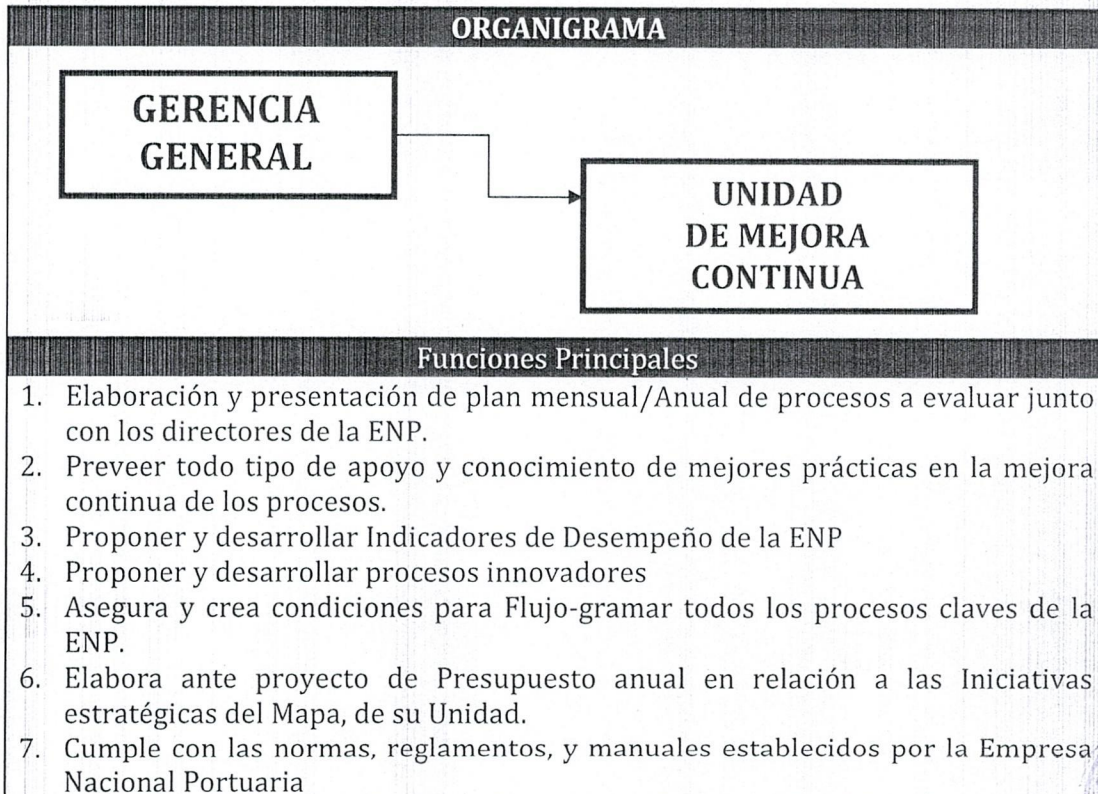 ORGANIGRAMA
GERENCIA
GENERAL
UNIDAD
DE MEJORA
CONTINUA
Funciones Principales
1. Elaboración y presentación de plan mensual/Anual de procesos a evaluar junto
con los directores de la ENP.
2. Preveer todo tipo de apoyo y conocimiento de mejores prácticas en la mejora
continua de los procesos.
3. Proponer y desarrollar Indicadores de Desempeño de la ENP
4. Proponer y desarrollar procesos innovadores
5. Asegura y crea condiciones para Flujo-gramar todos los procesos claves de la
ENP.
6. Elabora ante proyecto de Presupuesto anual en relación a las Iniciativas
estratégicas del Mapa, de su Unidad.
7. Cumple con las normas, reglamentos, y manuales establecidos por la Empresa
Nacional Portuaria